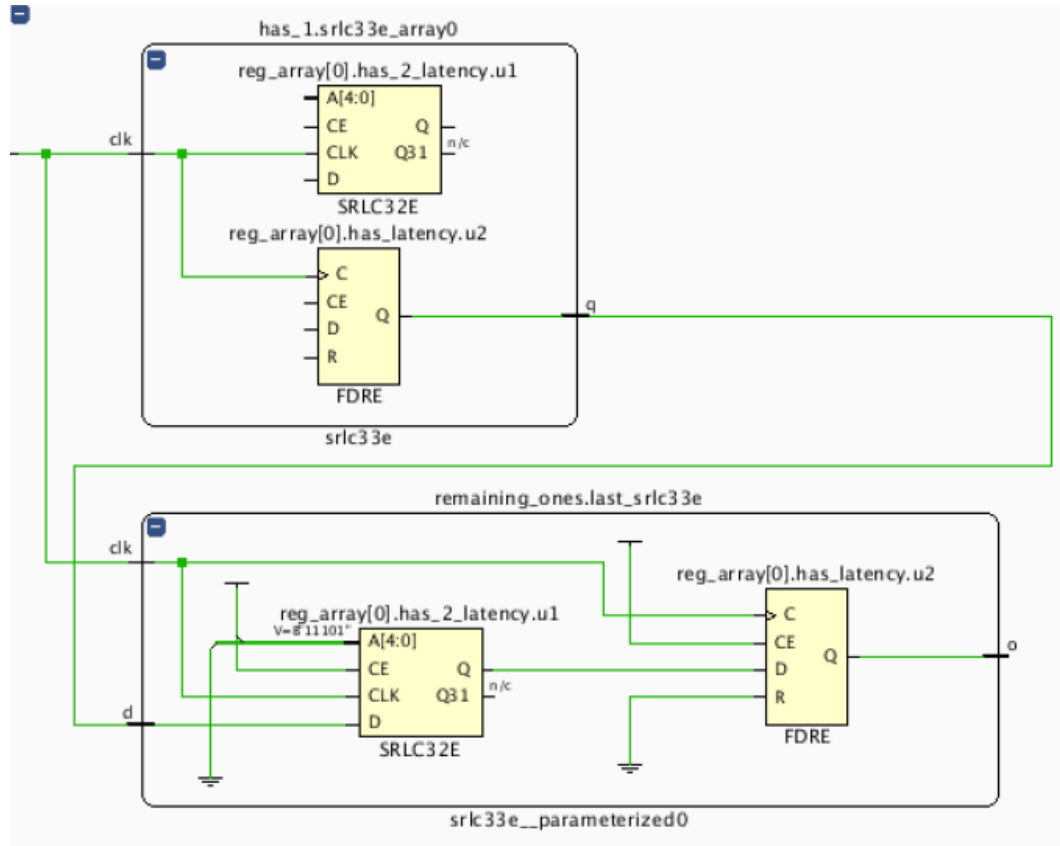 has_1.srlc33e_array0
reg_array[0].has_2_latency.u1
A[4:0]
CE Q
clk
CLK Q31 n/c
D
SRLC32E
reg_array[0].has_latency.u2
C
CE
Q
D
R
FDRE
q
srlc33e
remaining_ones.last_srlc33e
clk
reg_array[0].has_latency.u2
reg_array[0].has_2_latency.u1
V=B"11101"
A[4:0]
CE Q
CLK Q31 n/c
D
d
SRLC32E
C
CE
Q
D
R
FDRE
o
srlc33e__parameterized0